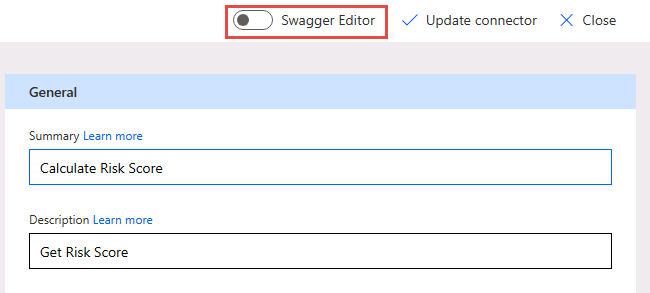 Swagger Editor Update connector Close
General
Summary Learn more
Calculate Risk Score
Description Learn more
Get Risk Score